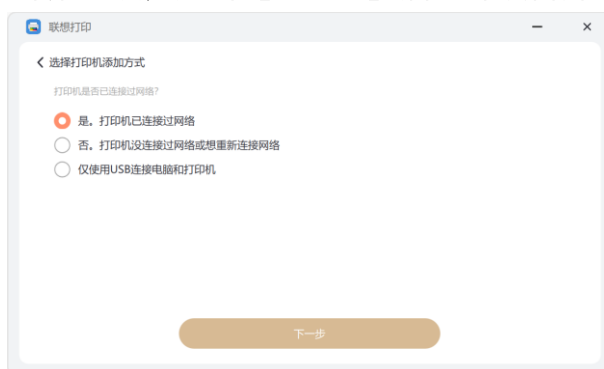 联想打印
选择打印机添加方式
打印机是否已连接过网络?
是。打印机已连接过网络
否。打印机没连接过网络或想重新连接网络
仅使用USB连接电脑和打印机
下一步